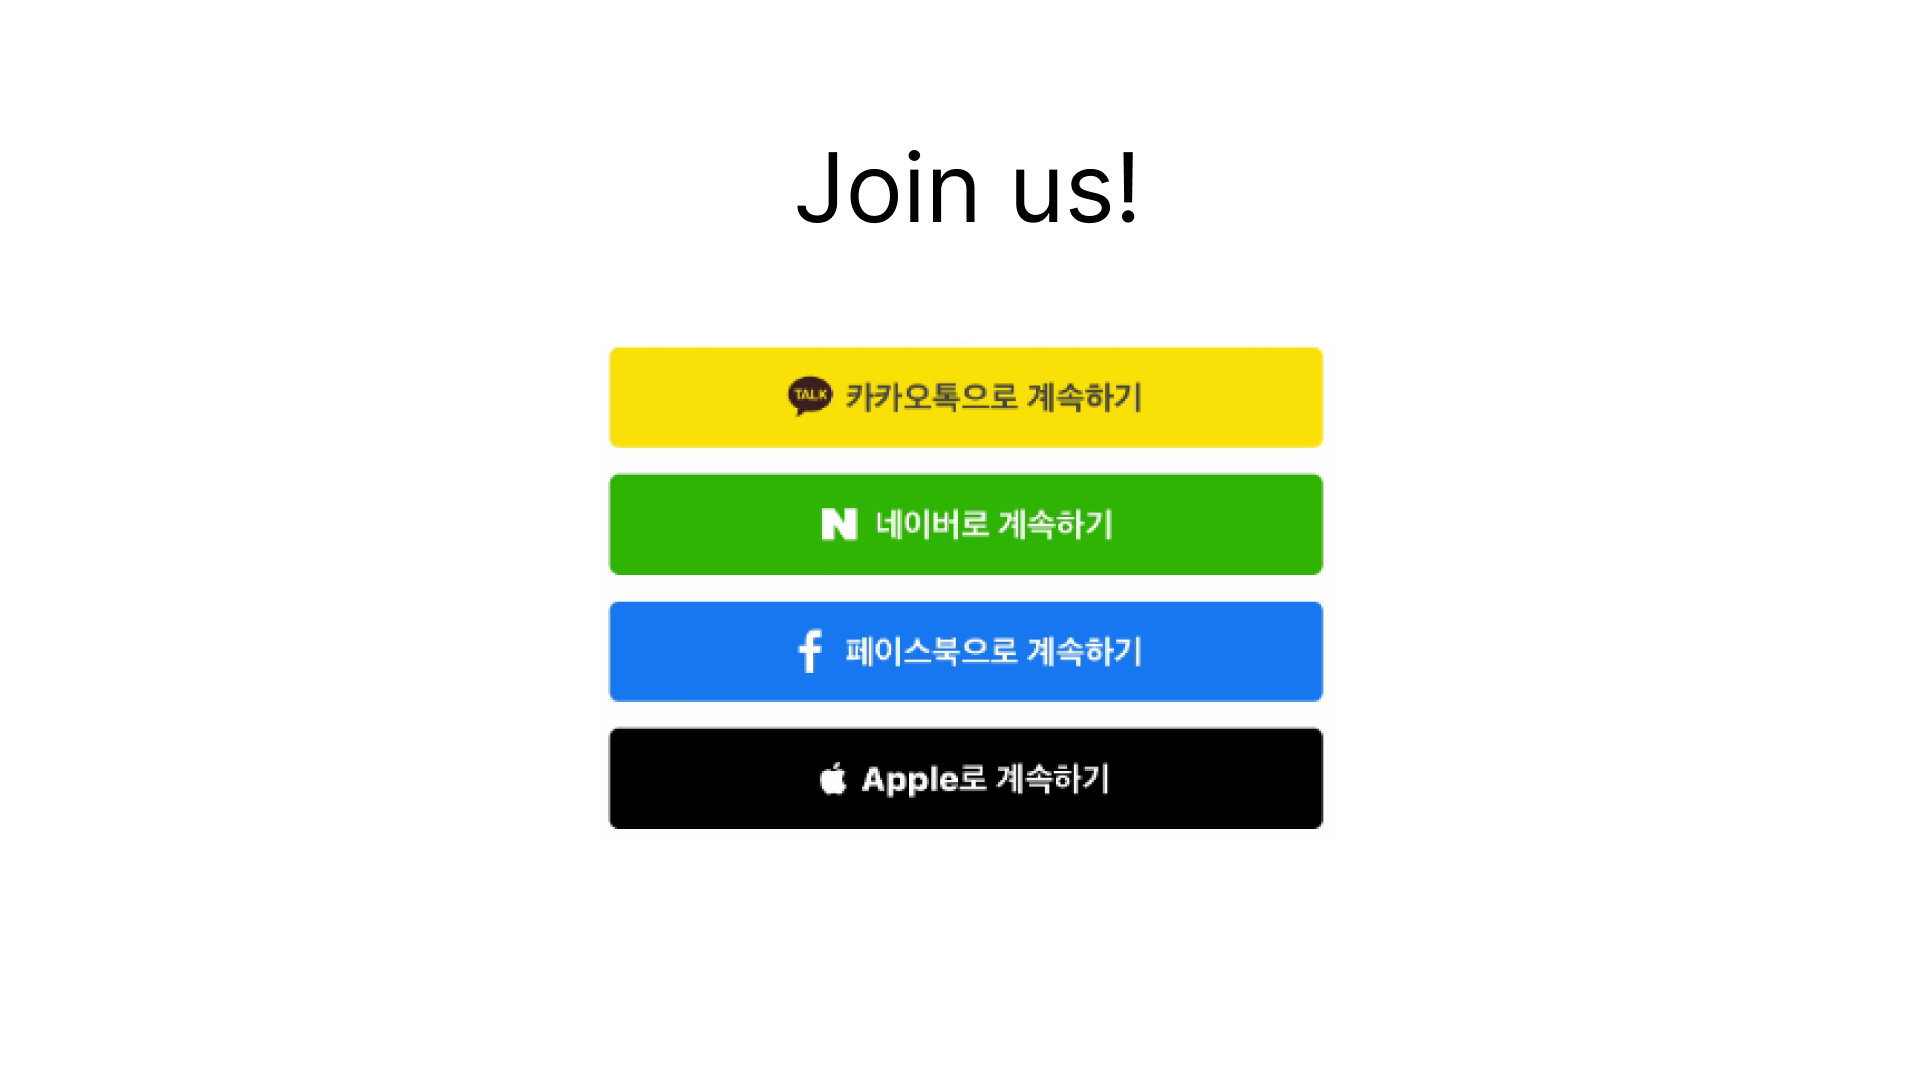 Join us!
TALK 카카오톡으로 계속하기
N 네이버로 계속하기
f 페이스북으로 계속하기
Apple로 계속하기